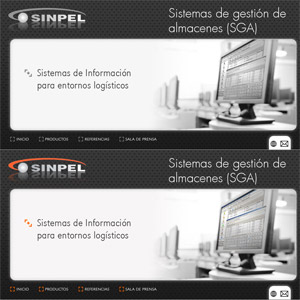 SINPEL
Sistemas de gestión de
almacenes (SGA)
Sistemas de Información
para entornos logísticos
INICIO PRODUCTOS REFERENCIAS SALA DE PRENSA
SINPEL
Sistemas de gestión de
almacenes (SGA)
Sistemas de Información
para entornos logísticos
INICIO PRODUCTOS REFERENCIAS SALA DE PRENSA